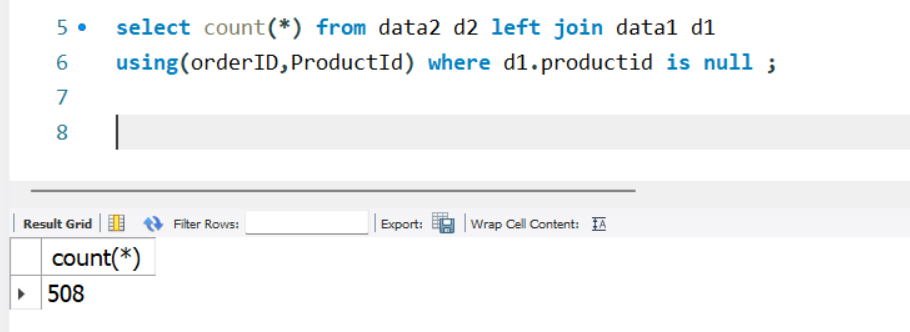 5 select count(*) from data2 d2 left join data1 d1
6 using(orderID,ProductId) where d1.productid is null ;
7
8
Result Grid Filter Rows: Export: Wrap Cell Content: IA
count(*)
508